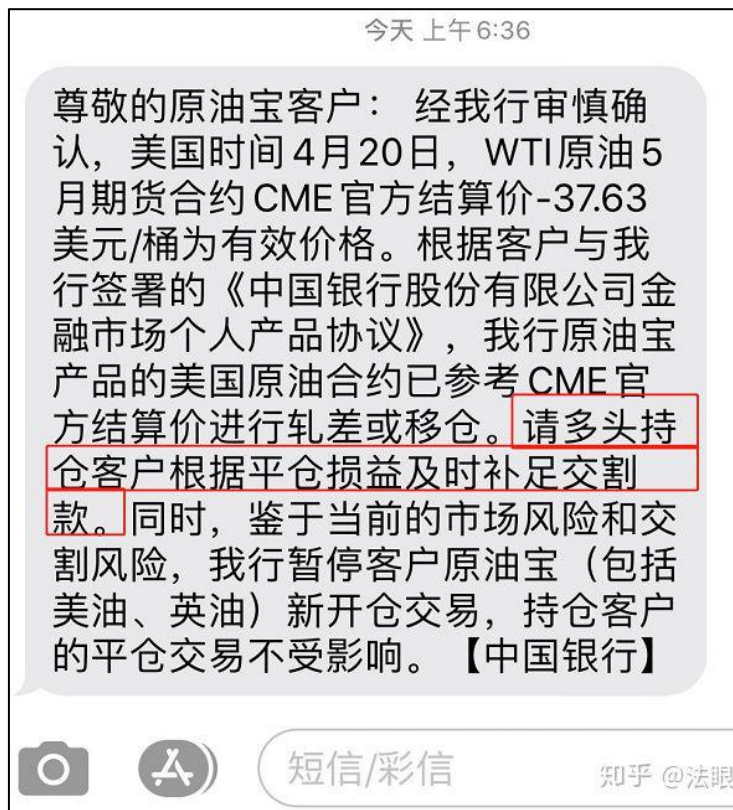 今天 上午 6:36
尊敬的原油宝客户： 经我行审慎确
认，美国时间4月20日，WTI原油5
月期货合约CME官方结算价-37.63
美元/桶为有效价格。根据客户与我
行签署的《中国银行股份有限公司金
融市场个人产品协议》，我行原油宝
产品的美国原油合约已参考CME官
方结算价进行轧差或移仓。请多头持
仓客户根据平仓损益及时补足交割
款。同时，鉴于当前的市场风险和交
割风险，我行暂停客户原油宝（包括
美油、英油）新开仓交易，持仓客户
的平仓交易不受影响。【中国银行】
短信/彩信
知乎 @法眼